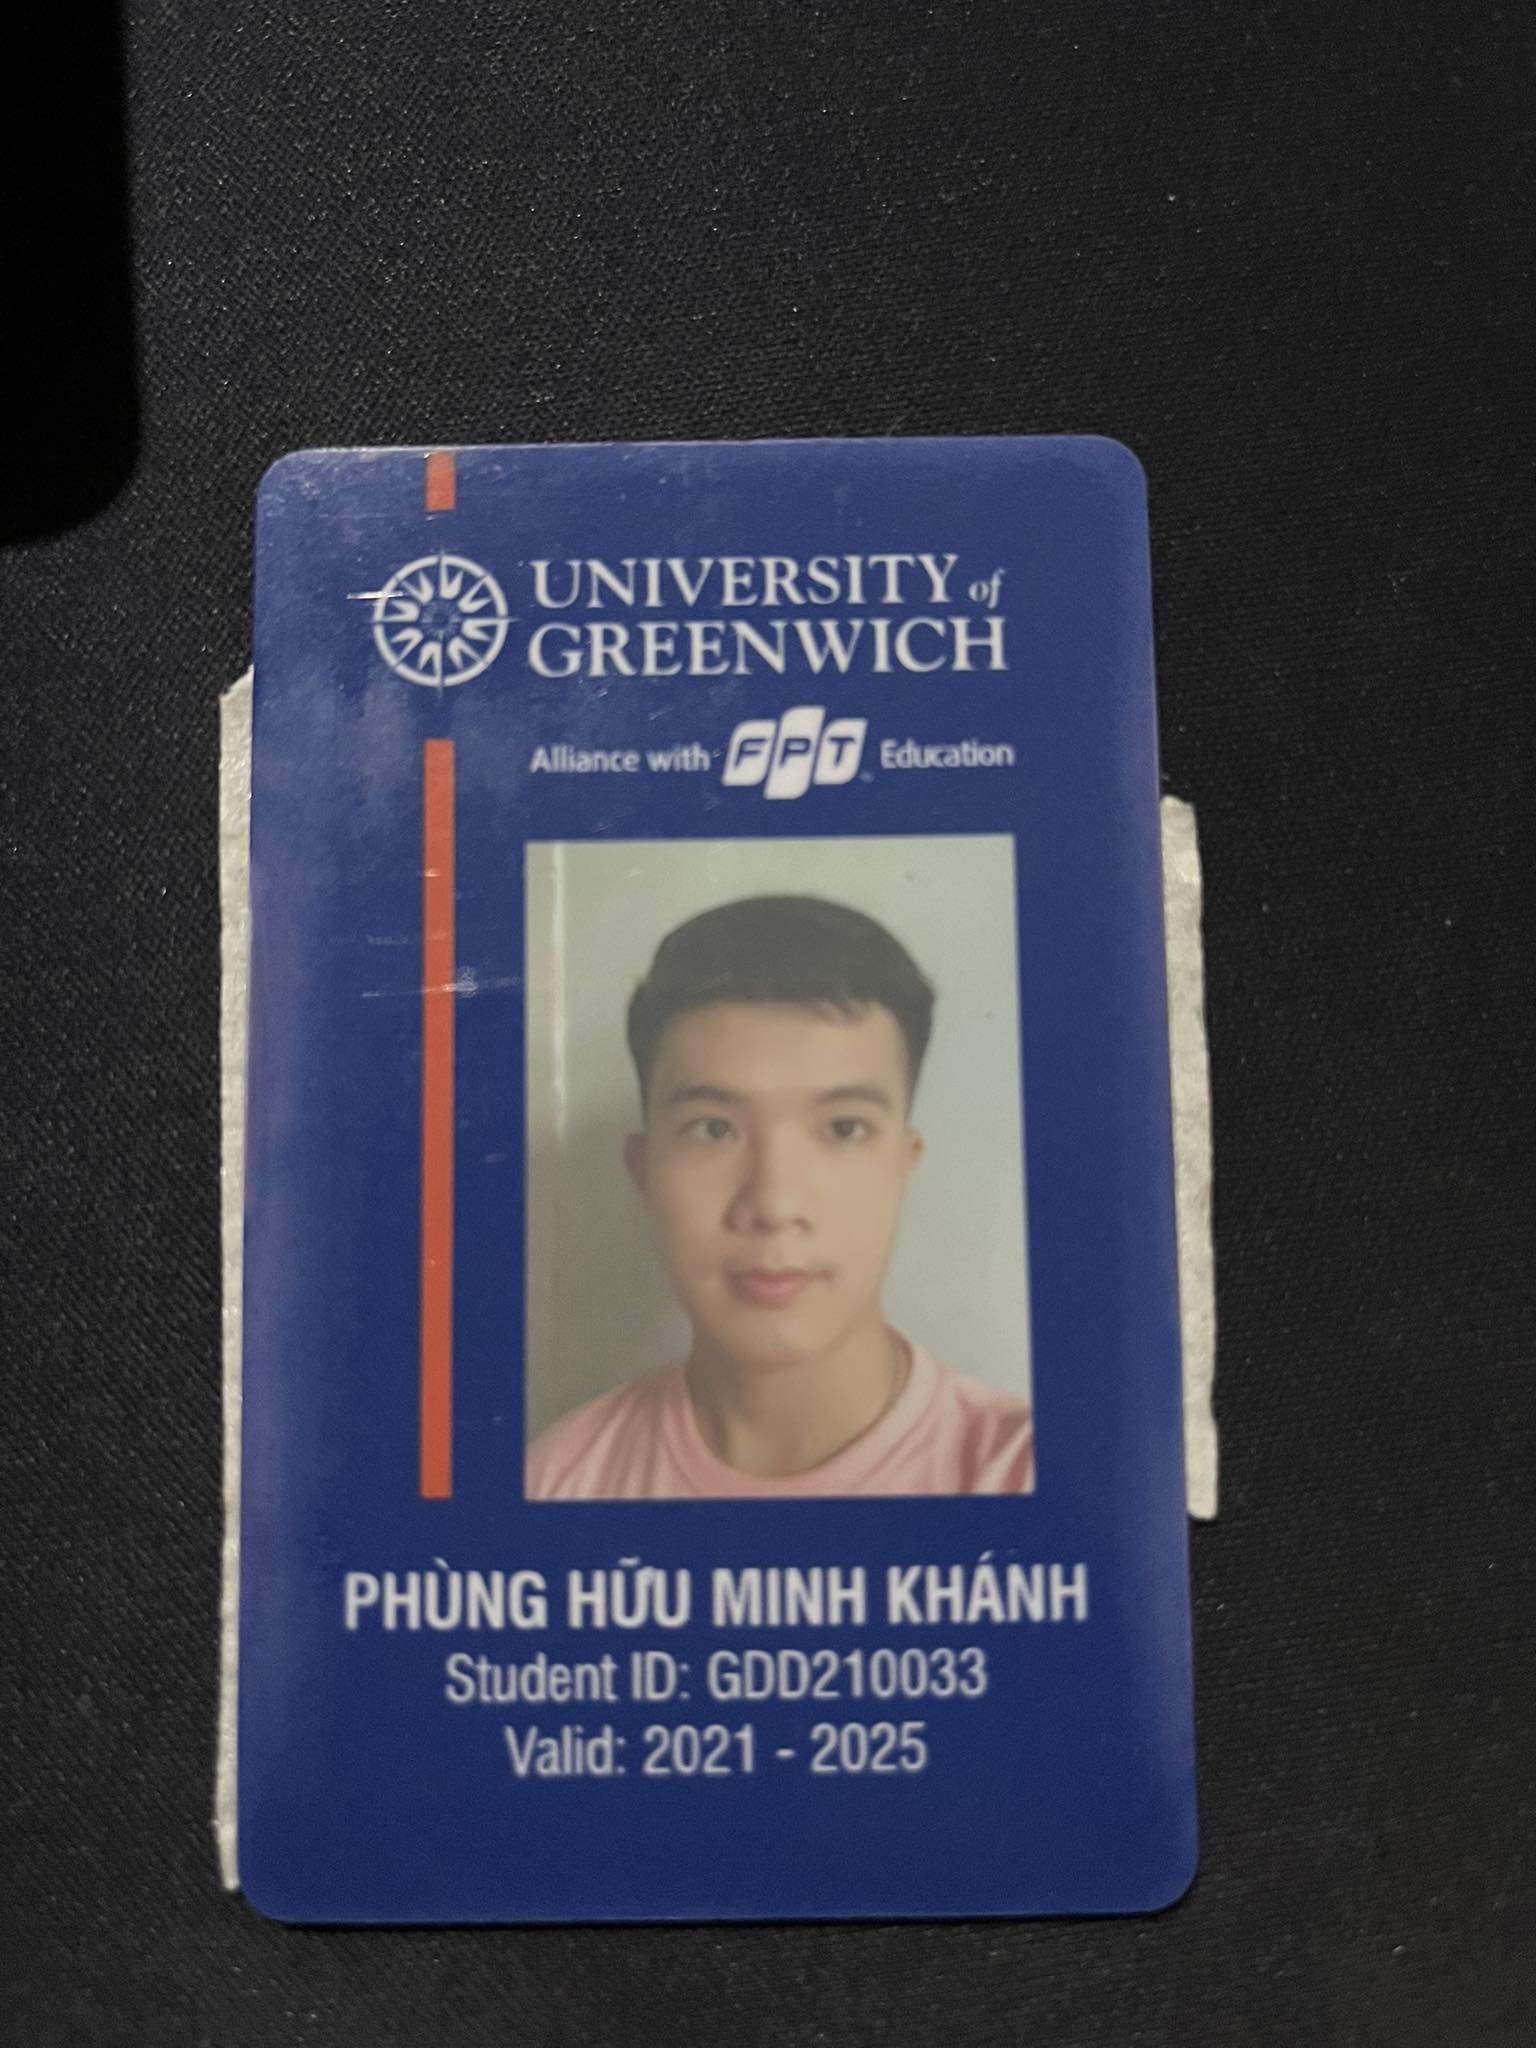 UNIVERSITY of
GREENWICH
Alliance with FPT Education
PHÙNG HỮU MINH KHÁNH
Student ID: GDD210033
Valid: 2021 - 2025